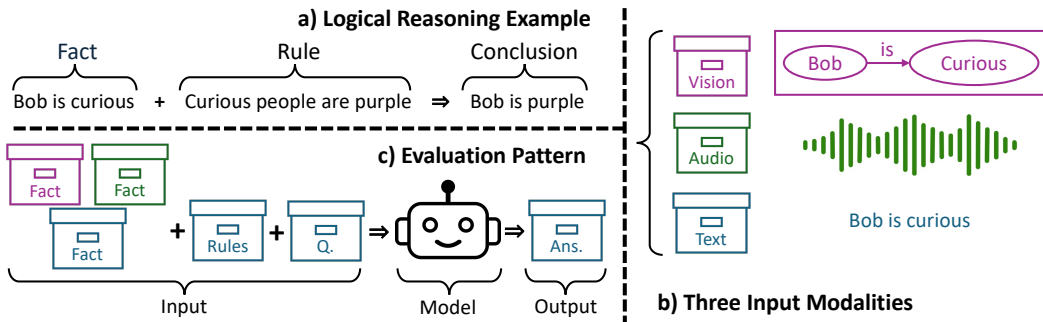 a) Logical Reasoning Example
Fact
Rule
Conclusion
Bob is curious + Curious people are purple ⇒ Bob is purple
c) Evaluation Pattern
Fact
Fact
Fact
+
Rules
+
Q.
⇒
⇒
Ans.
Input
Model
Output
Vision
Bob
is
Curious
Audio
Text
Bob is curious
b) Three Input Modalities